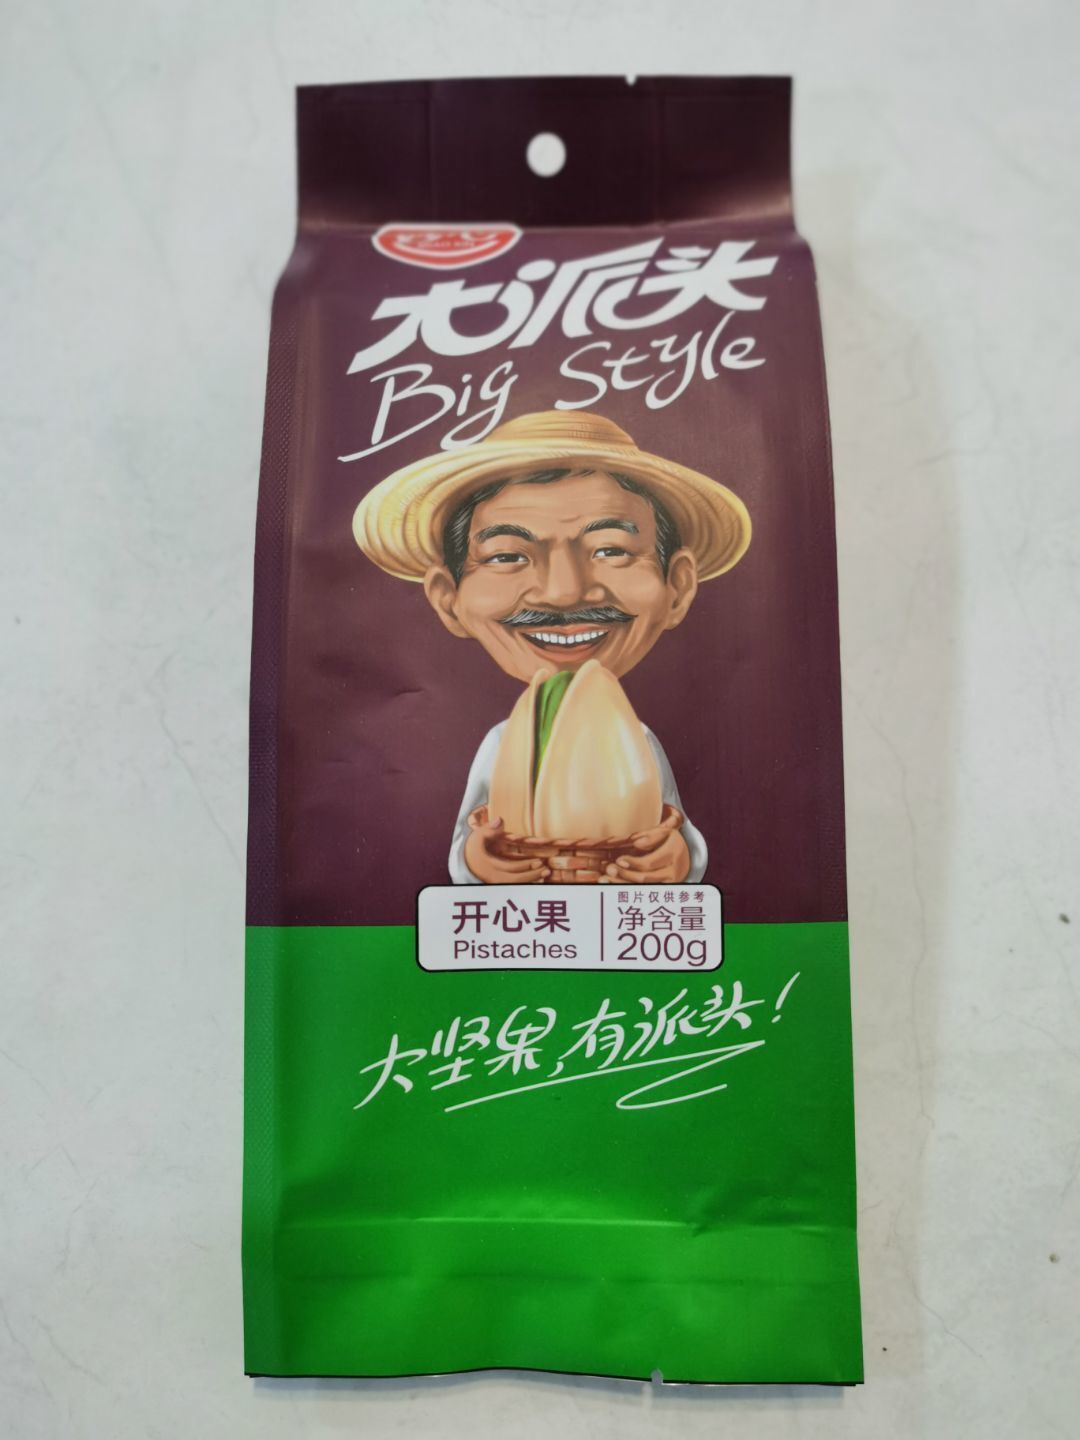 大派头
Big Style
开心果
Pistaches
图片仅供参考
净含量
200g
大坚果,有派头!